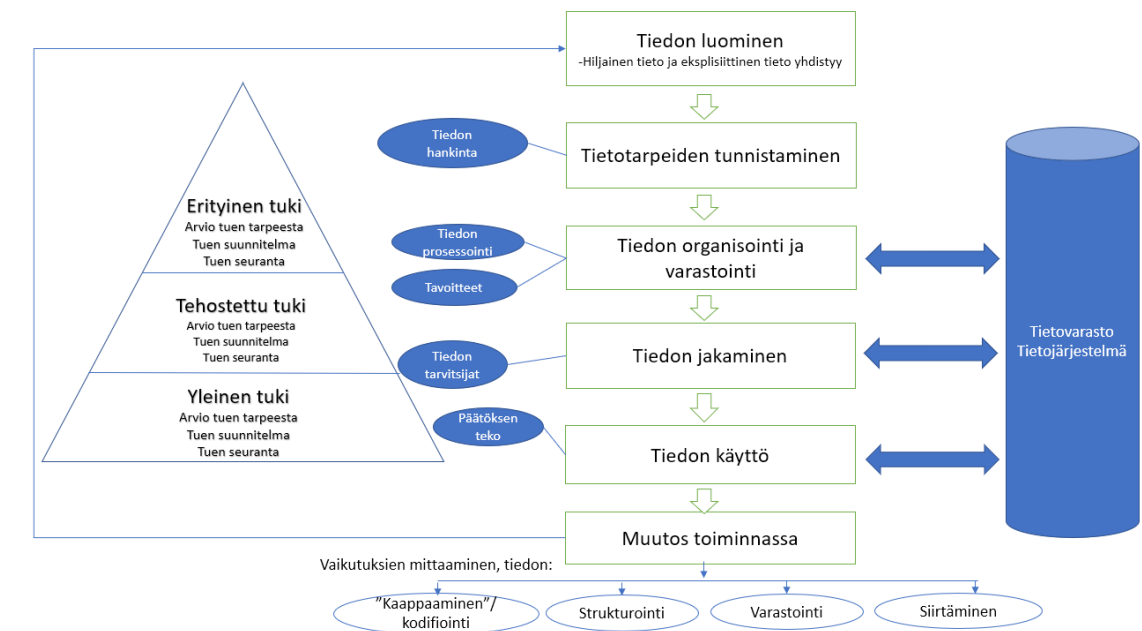 Tiedon luominen
-Hiljainen tieto ja eksplisiittinen tieto yhdistyy
Tiedon
hankinta
Tietotarpeiden tunnistaminen
Erityinen tuki
Arvio tuen tarpeesta
Tuen suunnitelma
Tuen seuranta
Tiedon
prosessointi
Tavoitteet
Tiedon organisointi ja
varastointi
Tehostettu tuki
Arvio tuen tarpeesta
Tuen suunnitelma
Tuen seuranta
Tiedon
tarvitsijat
Tiedon jakaminen
Tietovarasto
Tietojärjestelmä
Yleinen tuki
Arvio tuen tarpeesta
Tuen suunnitelma
Tuen seuranta
Päätöksen
teko
Tiedon käyttö
Muutos toiminnassa
Vaikutuksien mittaaminen, tiedon:
”Kaappaaminen”/
kodifiointi
Strukturointi
Varastointi
Siirtäminen